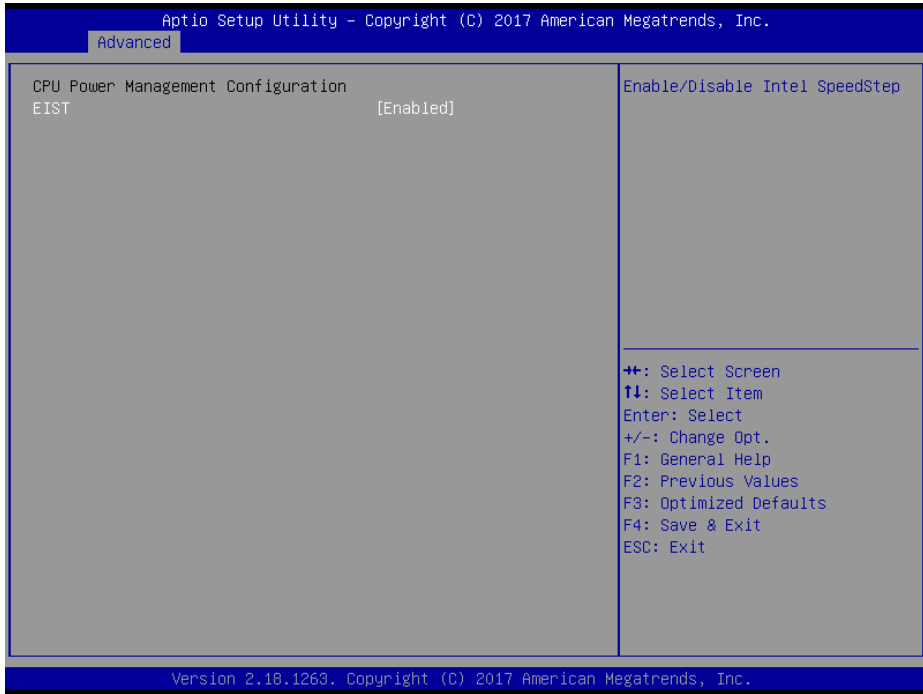 Aptio Setup Utility – Copyright (C) 2017 American Megatrends, Inc.
Advanced
CPU Power Management Configuration
EIST [Enabled]
Enable/Disable Intel SpeedStep
→←: Select Screen
↑↓: Select Item
Enter: Select
+/-: Change Opt.
F1: General Help
F2: Previous Values
F3: Optimized Defaults
F4: Save & Exit
ESC: Exit
Version 2.18.1263. Copyright (C) 2017 American Megatrends, Inc.